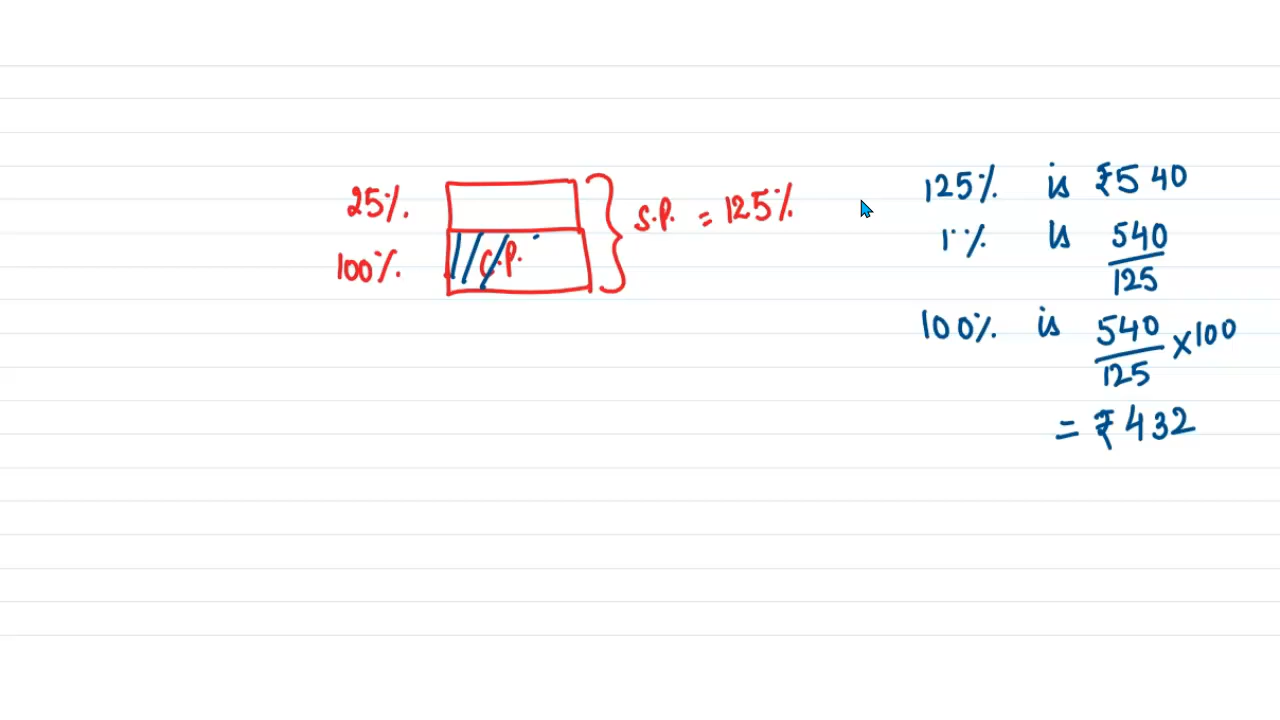 25%.
100%.
C.P.
S.P. = 125%
125% is ₹540
1% is 540/125
100% is 540/125 × 100
= ₹432